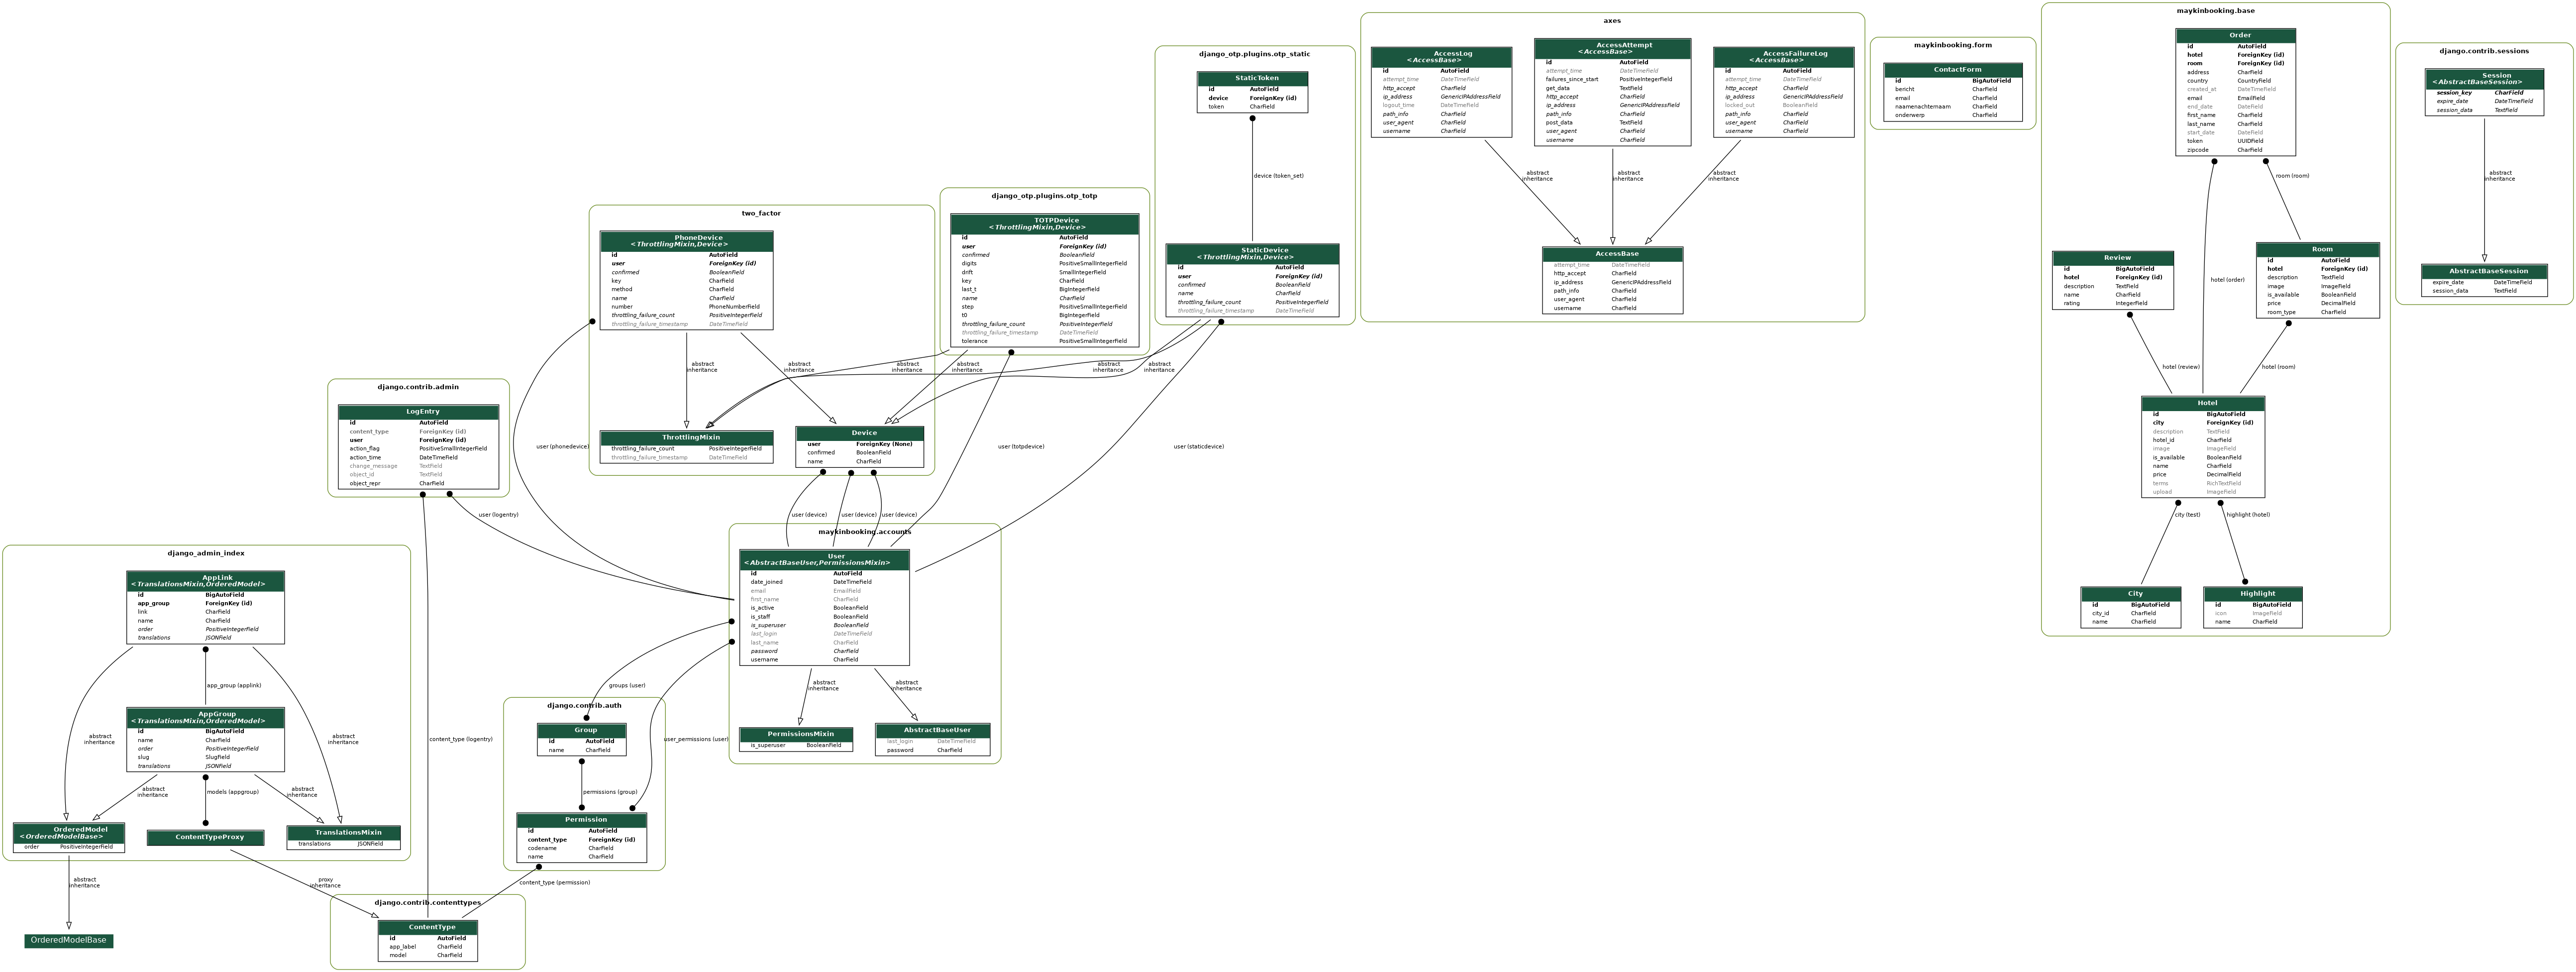 axes
AccessLog
<AccessBase>
id AutoField
attempt_time DateTimeField
http_accept CharField
ip_address GenericIPAddressField
logout_time DateTimeField
path_info CharField
user_agent CharField
username CharField
AccessAttempt
<AccessBase>
id AutoField
attempt_time DateTimeField
failures_since_start PositiveIntegerField
get_data TextField
http_accept CharField
ip_address GenericIPAddressField
path_info CharField
post_data TextField
user_agent CharField
username CharField
AccessFailureLog
<AccessBase>
id AutoField
attempt_time DateTimeField
http_accept CharField
ip_address GenericIPAddressField
locked_out BooleanField
path_info CharField
user_agent CharField
username CharField
abstract
inheritance
abstract
inheritance
abstract
inheritance
AccessBase
attempt_time DateTimeField
http_accept CharField
ip_address GenericIPAddressField
path_info CharField
user_agent CharField
username CharField
maykinbooking.form
ContactForm
id BigAutoField
bericht CharField
email CharField
naamenachternaam CharField
onderwerp CharField
maykinbooking.base
Order
id AutoField
hotel ForeignKey (id)
room ForeignKey (id)
address CharField
country CountryField
created_at DateTimeField
email EmailField
end_date DateField
first_name CharField
last_name CharField
start_date DateField
token UUIDField
zipcode CharField
room (room)
hotel (order)
Review
id BigAutoField
hotel ForeignKey (id)
description TextField
name CharField
rating IntegerField
Room
id AutoField
hotel ForeignKey (id)
description TextField
image ImageField
is_available BooleanField
price DecimalField
room_type CharField
hotel (review)
hotel (room)
Hotel
id BigAutoField
city ForeignKey (id)
description TextField
hotel_id CharField
image ImageField
is_available BooleanField
name CharField
price DecimalField
terms RichTextField
upload ImageField
city (test)
highlight (hotel)
City
id BigAutoField
city_id CharField
name CharField
Highlight
id BigAutoField
icon ImageField
name CharField
django.contrib.sessions
Session
<AbstractBaseSession>
session_key CharField
expire_date DateTimeField
session_data TextField
abstract
inheritance
AbstractBaseSession
expire_date DateTimeField
session_data TextField
django_otp.plugins.otp_static
StaticToken
id AutoField
device ForeignKey (id)
token CharField
device (token_set)
StaticDevice
<ThrottlingMixin,Device>
id AutoField
user ForeignKey (id)
confirmed BooleanField
name CharField
throttling_failure_count PositiveIntegerField
throttling_failure_timestamp DateTimeField
django_otp.plugins.otp_totp
TOTPDevice
<ThrottlingMixin,Device>
id AutoField
user ForeignKey (id)
confirmed BooleanField
digits PositiveSmallIntegerField
drift SmallIntegerField
key CharField
last_t BigIntegerField
name CharField
step PositiveSmallIntegerField
t0 BigIntegerField
throttling_failure_count PositiveIntegerField
throttling_failure_timestamp DateTimeField
tolerance PositiveSmallIntegerField
two_factor
PhoneDevice
<ThrottlingMixin,Device>
id AutoField
user ForeignKey (id)
confirmed BooleanField
key CharField
method CharField
name CharField
number PhoneNumberField
throttling_failure_count PositiveIntegerField
throttling_failure_timestamp DateTimeField
abstract
inheritance
abstract
inheritance
abstract
inheritance
abstract
inheritance
abstract
inheritance
abstract
inheritance
ThrottlingMixin
throttling_failure_count PositiveIntegerField
throttling_failure_timestamp DateTimeField
Device
user ForeignKey (None)
confirmed BooleanField
name CharField
user (phonedevice)
user (totpdevice)
user (staticdevice)
user (device)
user (device)
user (device)
django.contrib.admin
LogEntry
id AutoField
content_type ForeignKey (id)
user ForeignKey (id)
action_flag PositiveSmallIntegerField
action_time DateTimeField
change_message TextField
object_id TextField
object_repr CharField
user (logentry)
content_type (logentry)
maykinbooking.accounts
User
<AbstractBaseUser,PermissionsMixin>
id AutoField
date_joined DateTimeField
email EmailField
first_name CharField
is_active BooleanField
is_staff BooleanField
is_superuser BooleanField
last_login DateTimeField
last_name CharField
password CharField
username CharField
abstract
inheritance
abstract
inheritance
PermissionsMixin
is_superuser BooleanField
AbstractBaseUser
last_login DateTimeField
password CharField
groups (user)
user_permissions (user)
django.contrib.auth
Group
id AutoField
name CharField
permissions (group)
Permission
id AutoField
content_type ForeignKey (id)
codename CharField
name CharField
content_type (permission)
django_admin_index
AppLink
<TranslationsMixin,OrderedModel>
id BigAutoField
app_group ForeignKey (id)
link CharField
name CharField
order PositiveIntegerField
translations JSONField
app_group (applink)
AppGroup
<TranslationsMixin,OrderedModel>
id BigAutoField
name CharField
order PositiveIntegerField
slug SlugField
translations JSONField
abstract
inheritance
abstract
inheritance
abstract
inheritance
models (appgroup)
abstract
inheritance
OrderedModel
<OrderedModelBase>
order PositiveIntegerField
ContentTypeProxy
TranslationsMixin
translations JSONField
abstract
inheritance
proxy
inheritance
OrderedModelBase
django.contrib.contenttypes
ContentType
id AutoField
app_label CharField
model CharField